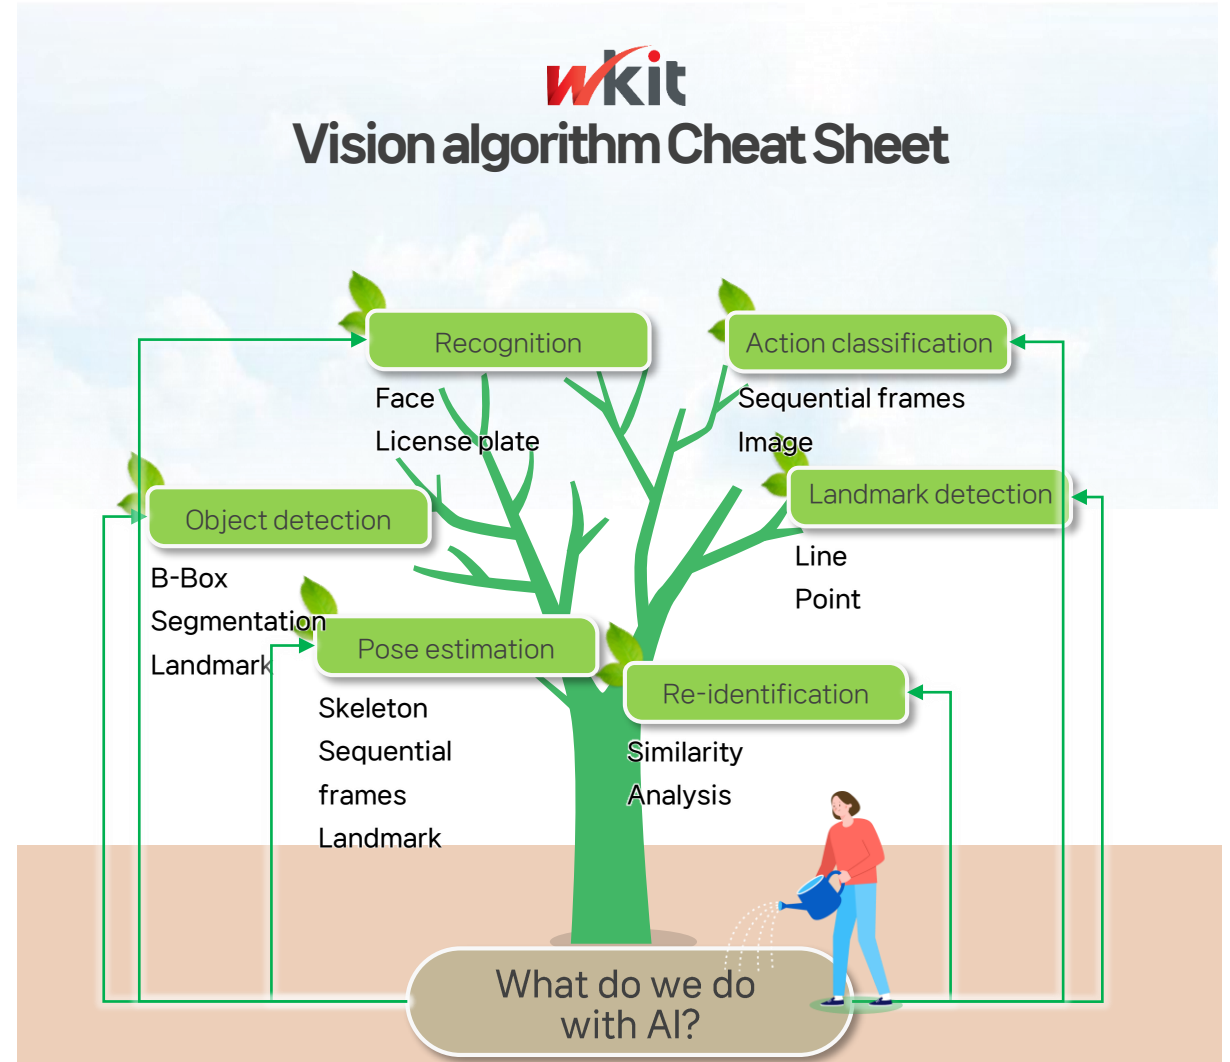 wkit
Vision algorithm Cheat Sheet
Recognition
Face
License plate
Action classification
Sequential frames
Image
Object detection
B-Box
Segmentation
Landmark
Landmark detection
Line
Point
Pose estimation
Skeleton
Sequential
frames
Landmark
Re-identification
Similarity
Analysis
What do we do
with AI?